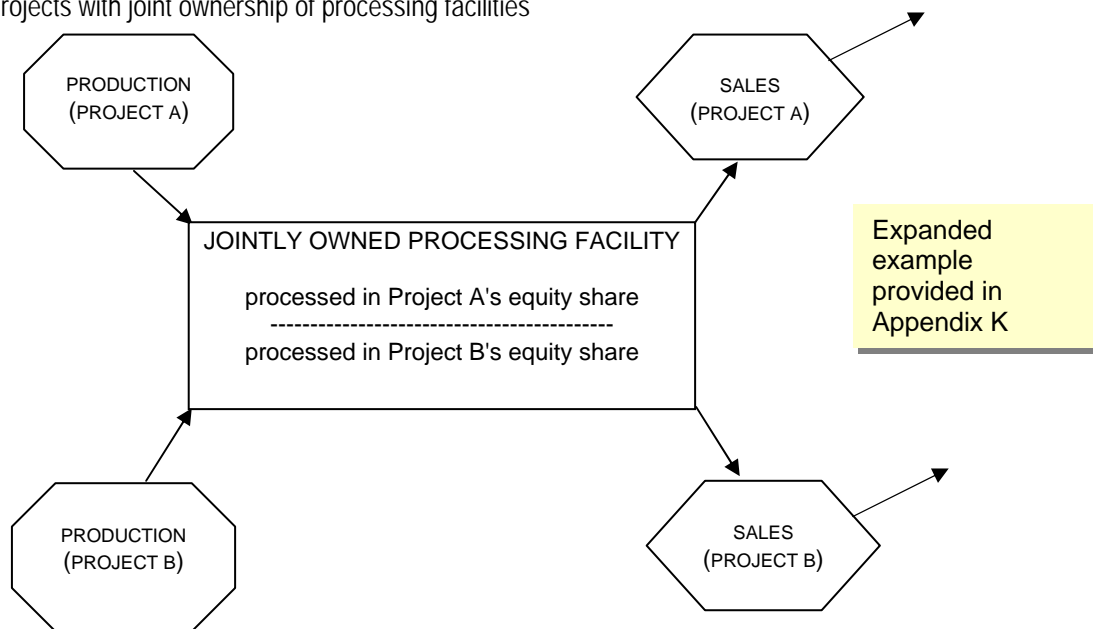 rojects with joint ownership of processing facilities
PRODUCTION
(PROJECT A)
SALES
(PROJECT A)
JOINTLY OWNED PROCESSING FACILITY
processed in Project A's equity share
-------------------------------------------
processed in Project B's equity share
Expanded
example
provided in
Appendix K
PRODUCTION
(PROJECT B)
SALES
(PROJECT B)